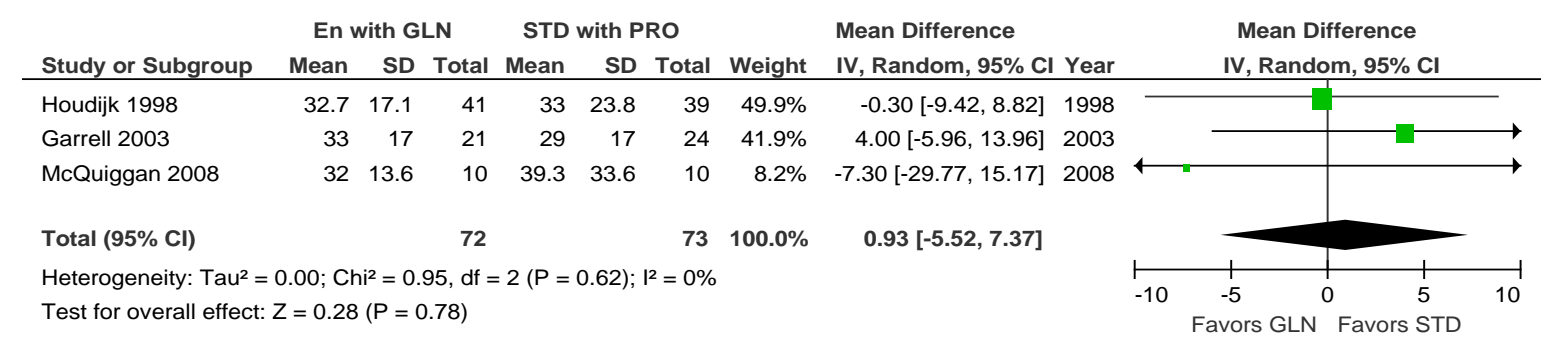 En with GLN STD with PRO Mean Difference Mean Difference
Study or Subgroup Mean SD Total Mean SD Total Weight IV, Random, 95% CI Year IV, Random, 95% CI
Houdijk 1998 32.7 17.1 41 33 23.8 39 49.9% -0.30 [-9.42, 8.82] 1998
Garrell 2003 33 17 21 29 17 24 41.9% 4.00 [-5.96, 13.96] 2003
McQuiggan 2008 32 13.6 10 39.3 33.6 10 8.2% -7.30 [-29.77, 15.17] 2008
Total (95% CI) 72 73 100.0% 0.93 [-5.52, 7.37]
Heterogeneity: Tau² = 0.00; Chi² = 0.95, df = 2 (P = 0.62); I² = 0%
Test for overall effect: Z = 0.28 (P = 0.78)
-10 -5 0 5 10
Favors GLN Favors STD